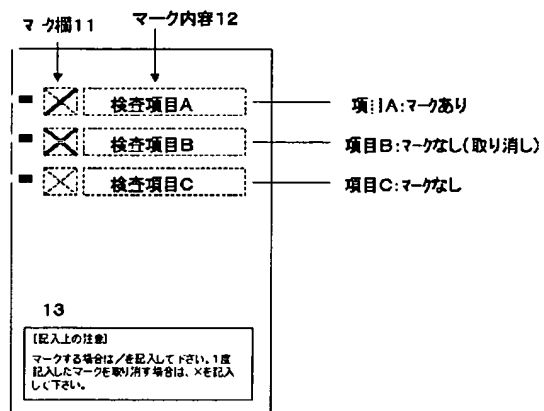 マーク欄11 マーク内容12
検査項目A 項目A:マークあり
検査項目B 項目B:マークなし(取り消し)
検査項目C 項目C:マークなし
13
[記入上の注意]
マークする場合は/を記入して下さい。1度
記入したマークを取り消す場合は、×を記入
して下さい。